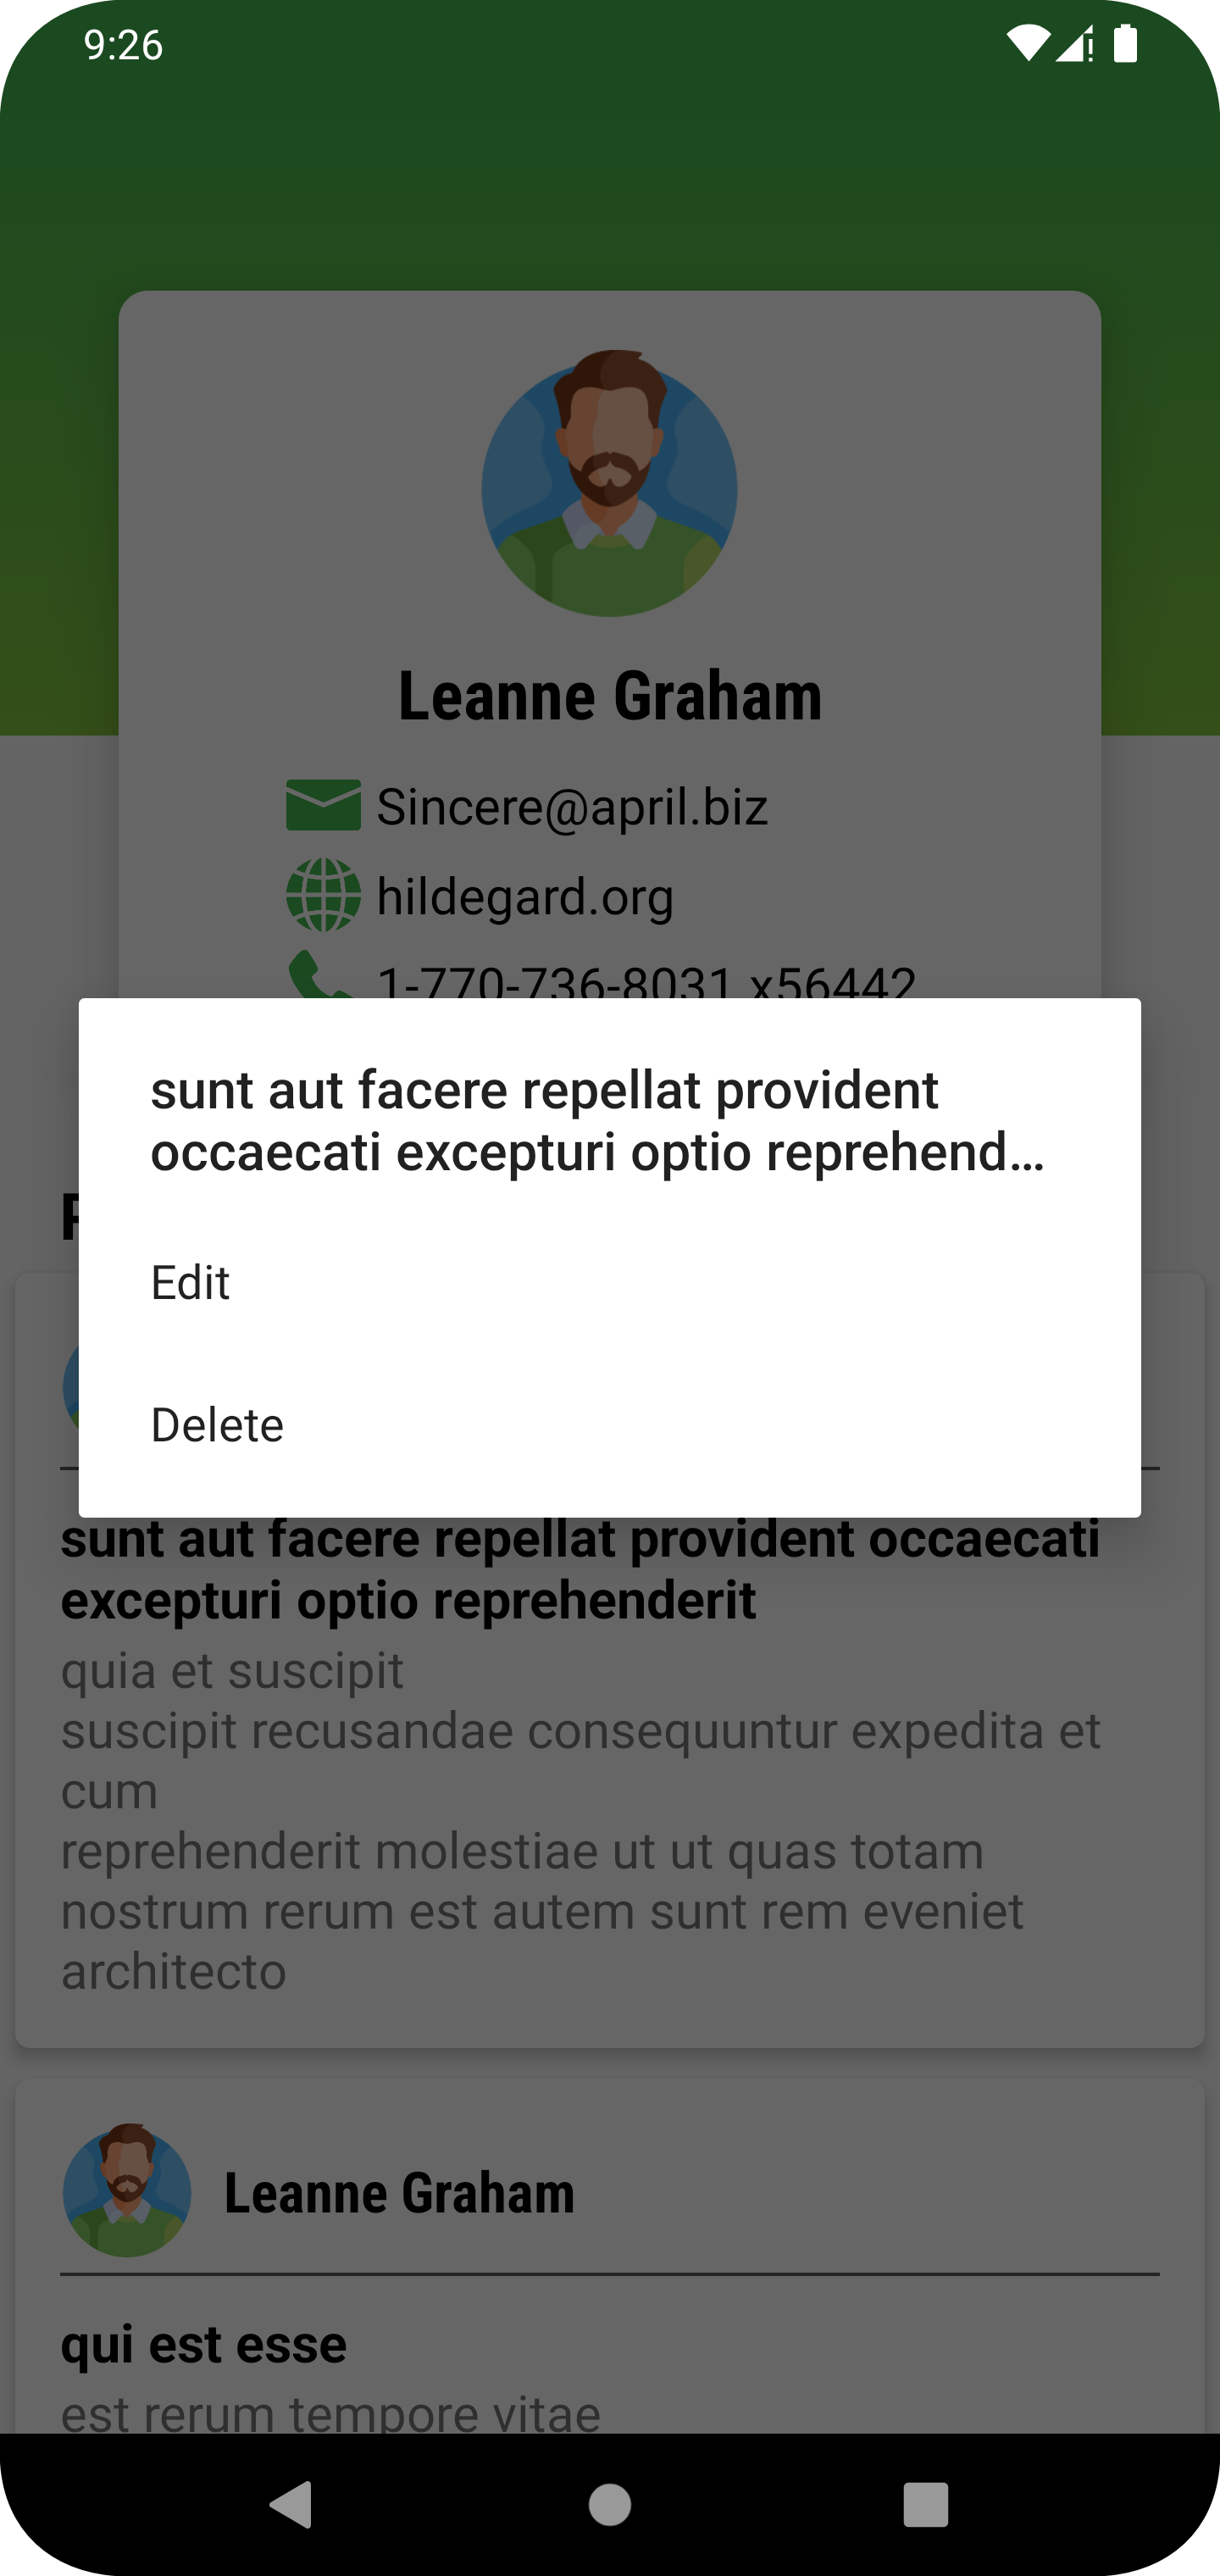 9:26
Leanne Graham
Sincere@april.biz
hildegard.org
1-770-736-8031 x56442
sunt aut facere repellat provident
occaecati excepturi optio reprehend…
Edit
Delete
sunt aut facere repellat provident occaecati
excepturi optio reprehenderit
quia et suscipit
suscipit recusandae consequuntur expedita et
cum
reprehenderit molestiae ut ut quas totam
nostrum rerum est autem sunt rem eveniet
architecto
Leanne Graham
qui est esse
est rerum tempore vitae